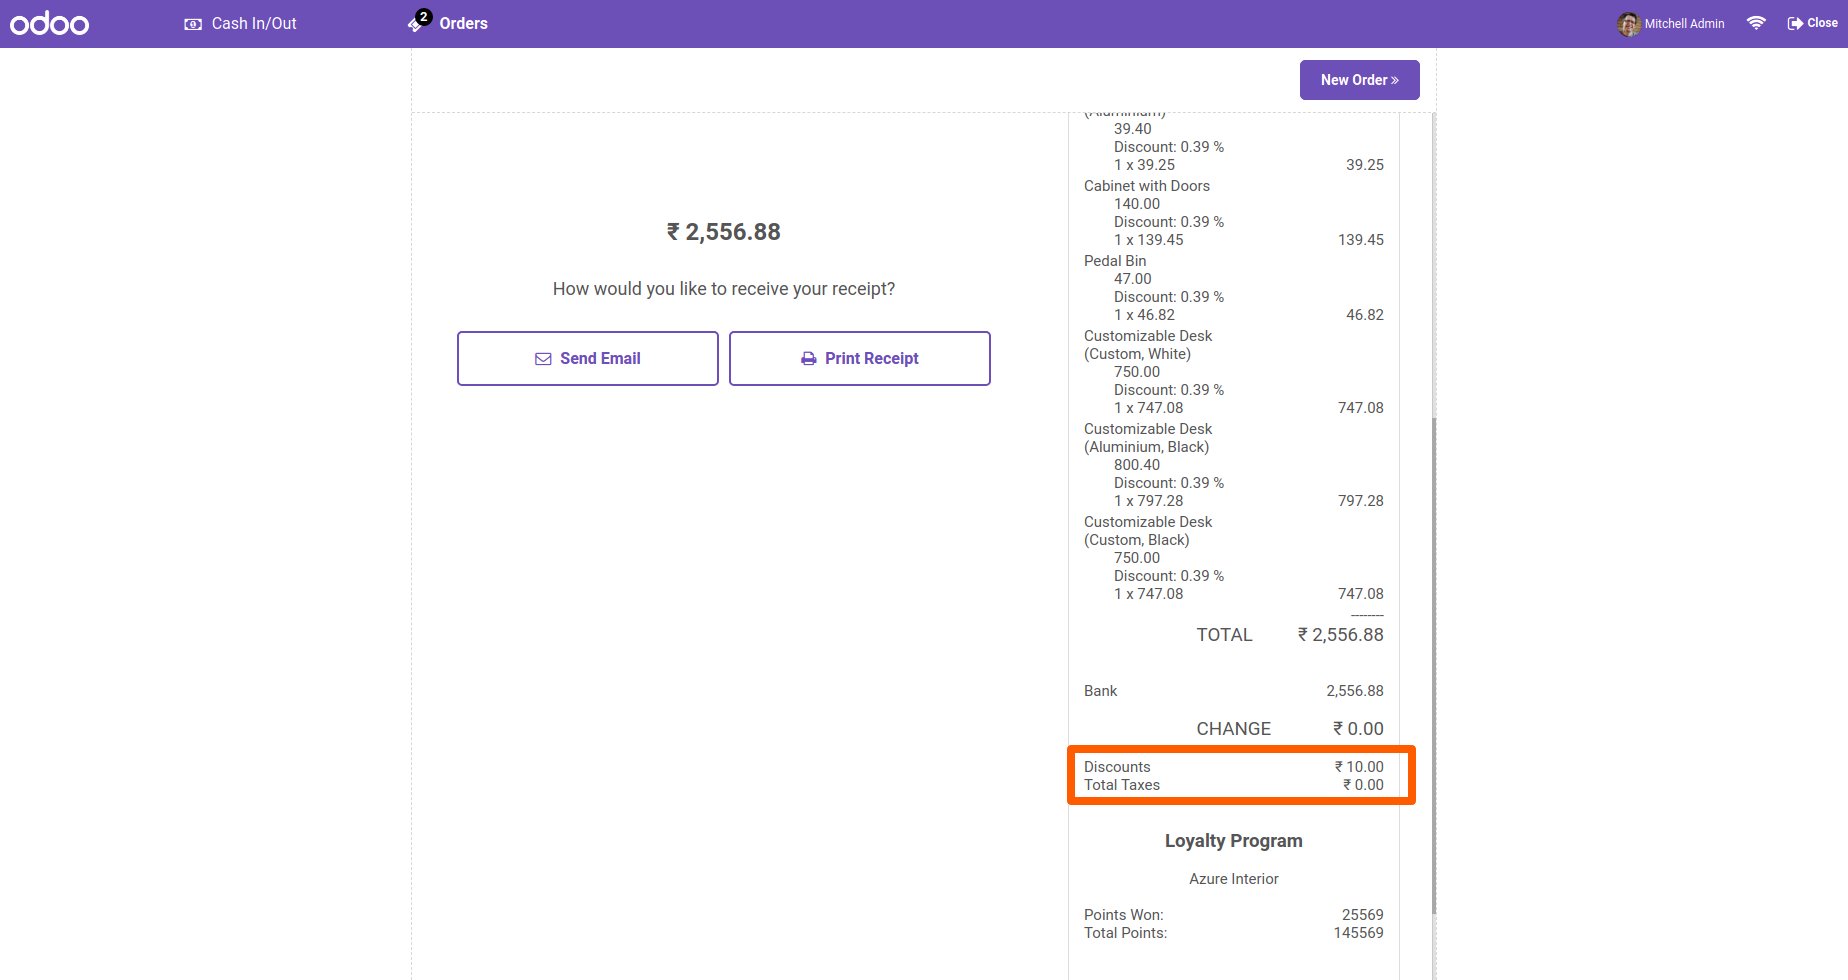 odoo
Cash In/Out
2
Orders
Mitchell Admin
Close
New Order »
(Aluminium)
39.40
Discount: 0.39 %
1 x 39.25 39.25
Cabinet with Doors
140.00
Discount: 0.39 %
1 x 139.45 139.45
Pedal Bin
47.00
Discount: 0.39 %
1 x 46.82 46.82
Customizable Desk
(Custom, White)
750.00
Discount: 0.39 %
1 x 747.08 747.08
Customizable Desk
(Aluminium, Black)
800.40
Discount: 0.39 %
1 x 797.28 797.28
Customizable Desk
(Custom, Black)
750.00
Discount: 0.39 %
1 x 747.08 747.08
--------
TOTAL ₹ 2,556.88
Bank 2,556.88
CHANGE ₹ 0.00
Discounts ₹ 10.00
Total Taxes ₹ 0.00
Loyalty Program
Azure Interior
Points Won: 25569
Total Points: 145569
₹ 2,556.88
How would you like to receive your receipt?
Send Email
Print Receipt